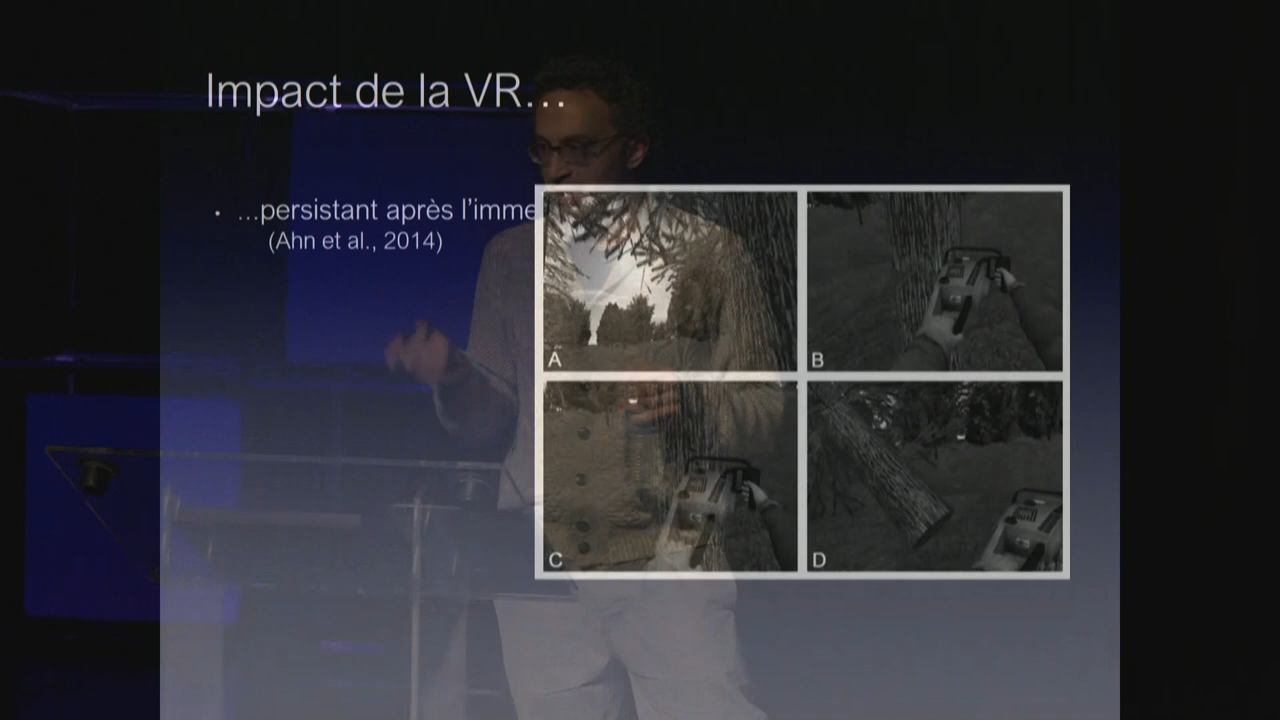 Impact de la VR...
• ...persistant après l'imme
(Ahn et al., 2014)
A
B
C
D